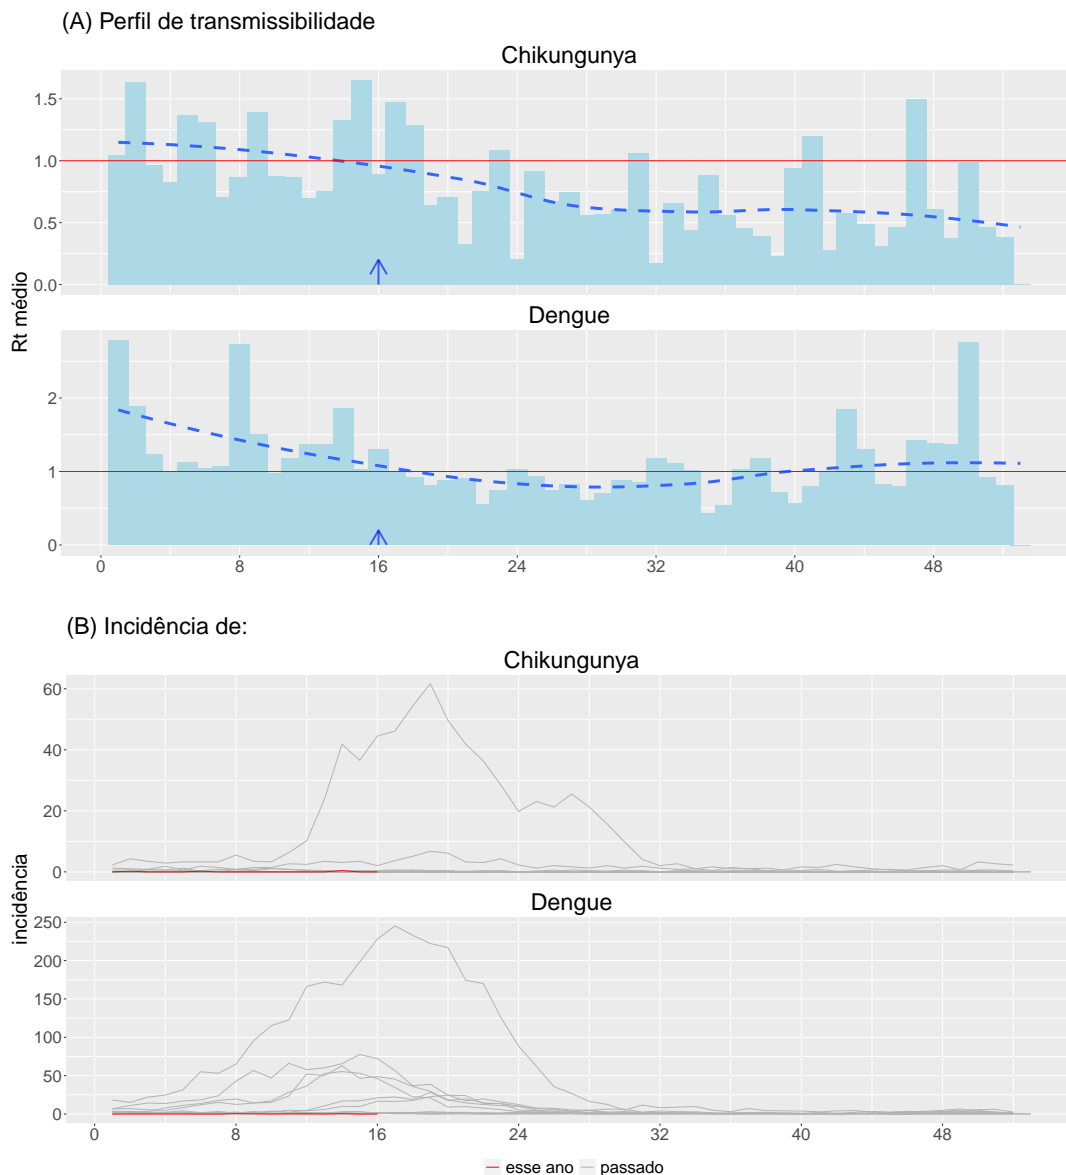 (A) Perfil de transmissibilidade
Chikungunya
1.5
1.0
0.5
0.0
Rt médio
Dengue
2
1
0
0 8 16 24 32 40 48
(B) Incidência de:
Chikungunya
60
40
20
0
incidência
Dengue
250
200
150
100
50
0
0 8 16 24 32 40 48
esse ano passado